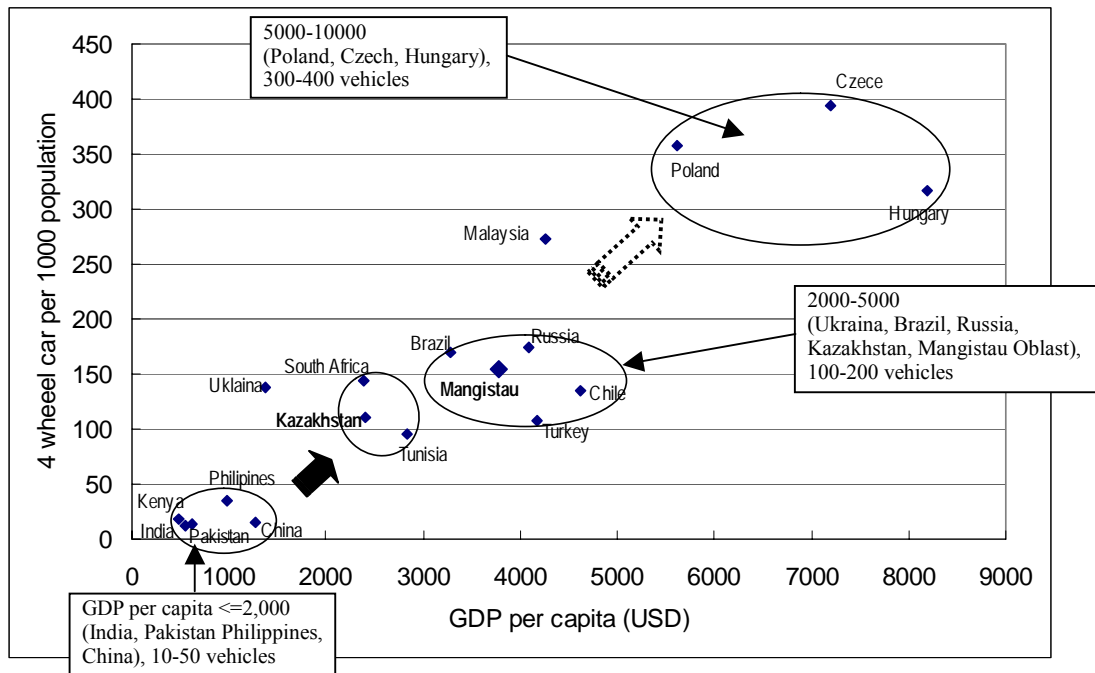 5000-10000
(Poland, Czech, Hungary),
300-400 vehicles
4 wheeel car per 1000 population
450
400
350
300
250
200
150
100
50
0
Czece
Poland
Hungary
Malaysia
2000-5000
(Ukraina, Brazil, Russia,
Kazakhstan, Mangistau Oblast),
100-200 vehicles
Brazil
Russia
South Africa
Uklaina
Mangistau
Chile
Kazakhstan
Turkey
Tunisia
Philipines
Kenya
India
Pakistan
China
0 1000 2000 3000 4000 5000 6000 7000 8000 9000
GDP per capita (USD)
GDP per capita <=2,000
(India, Pakistan Philippines,
China), 10-50 vehicles